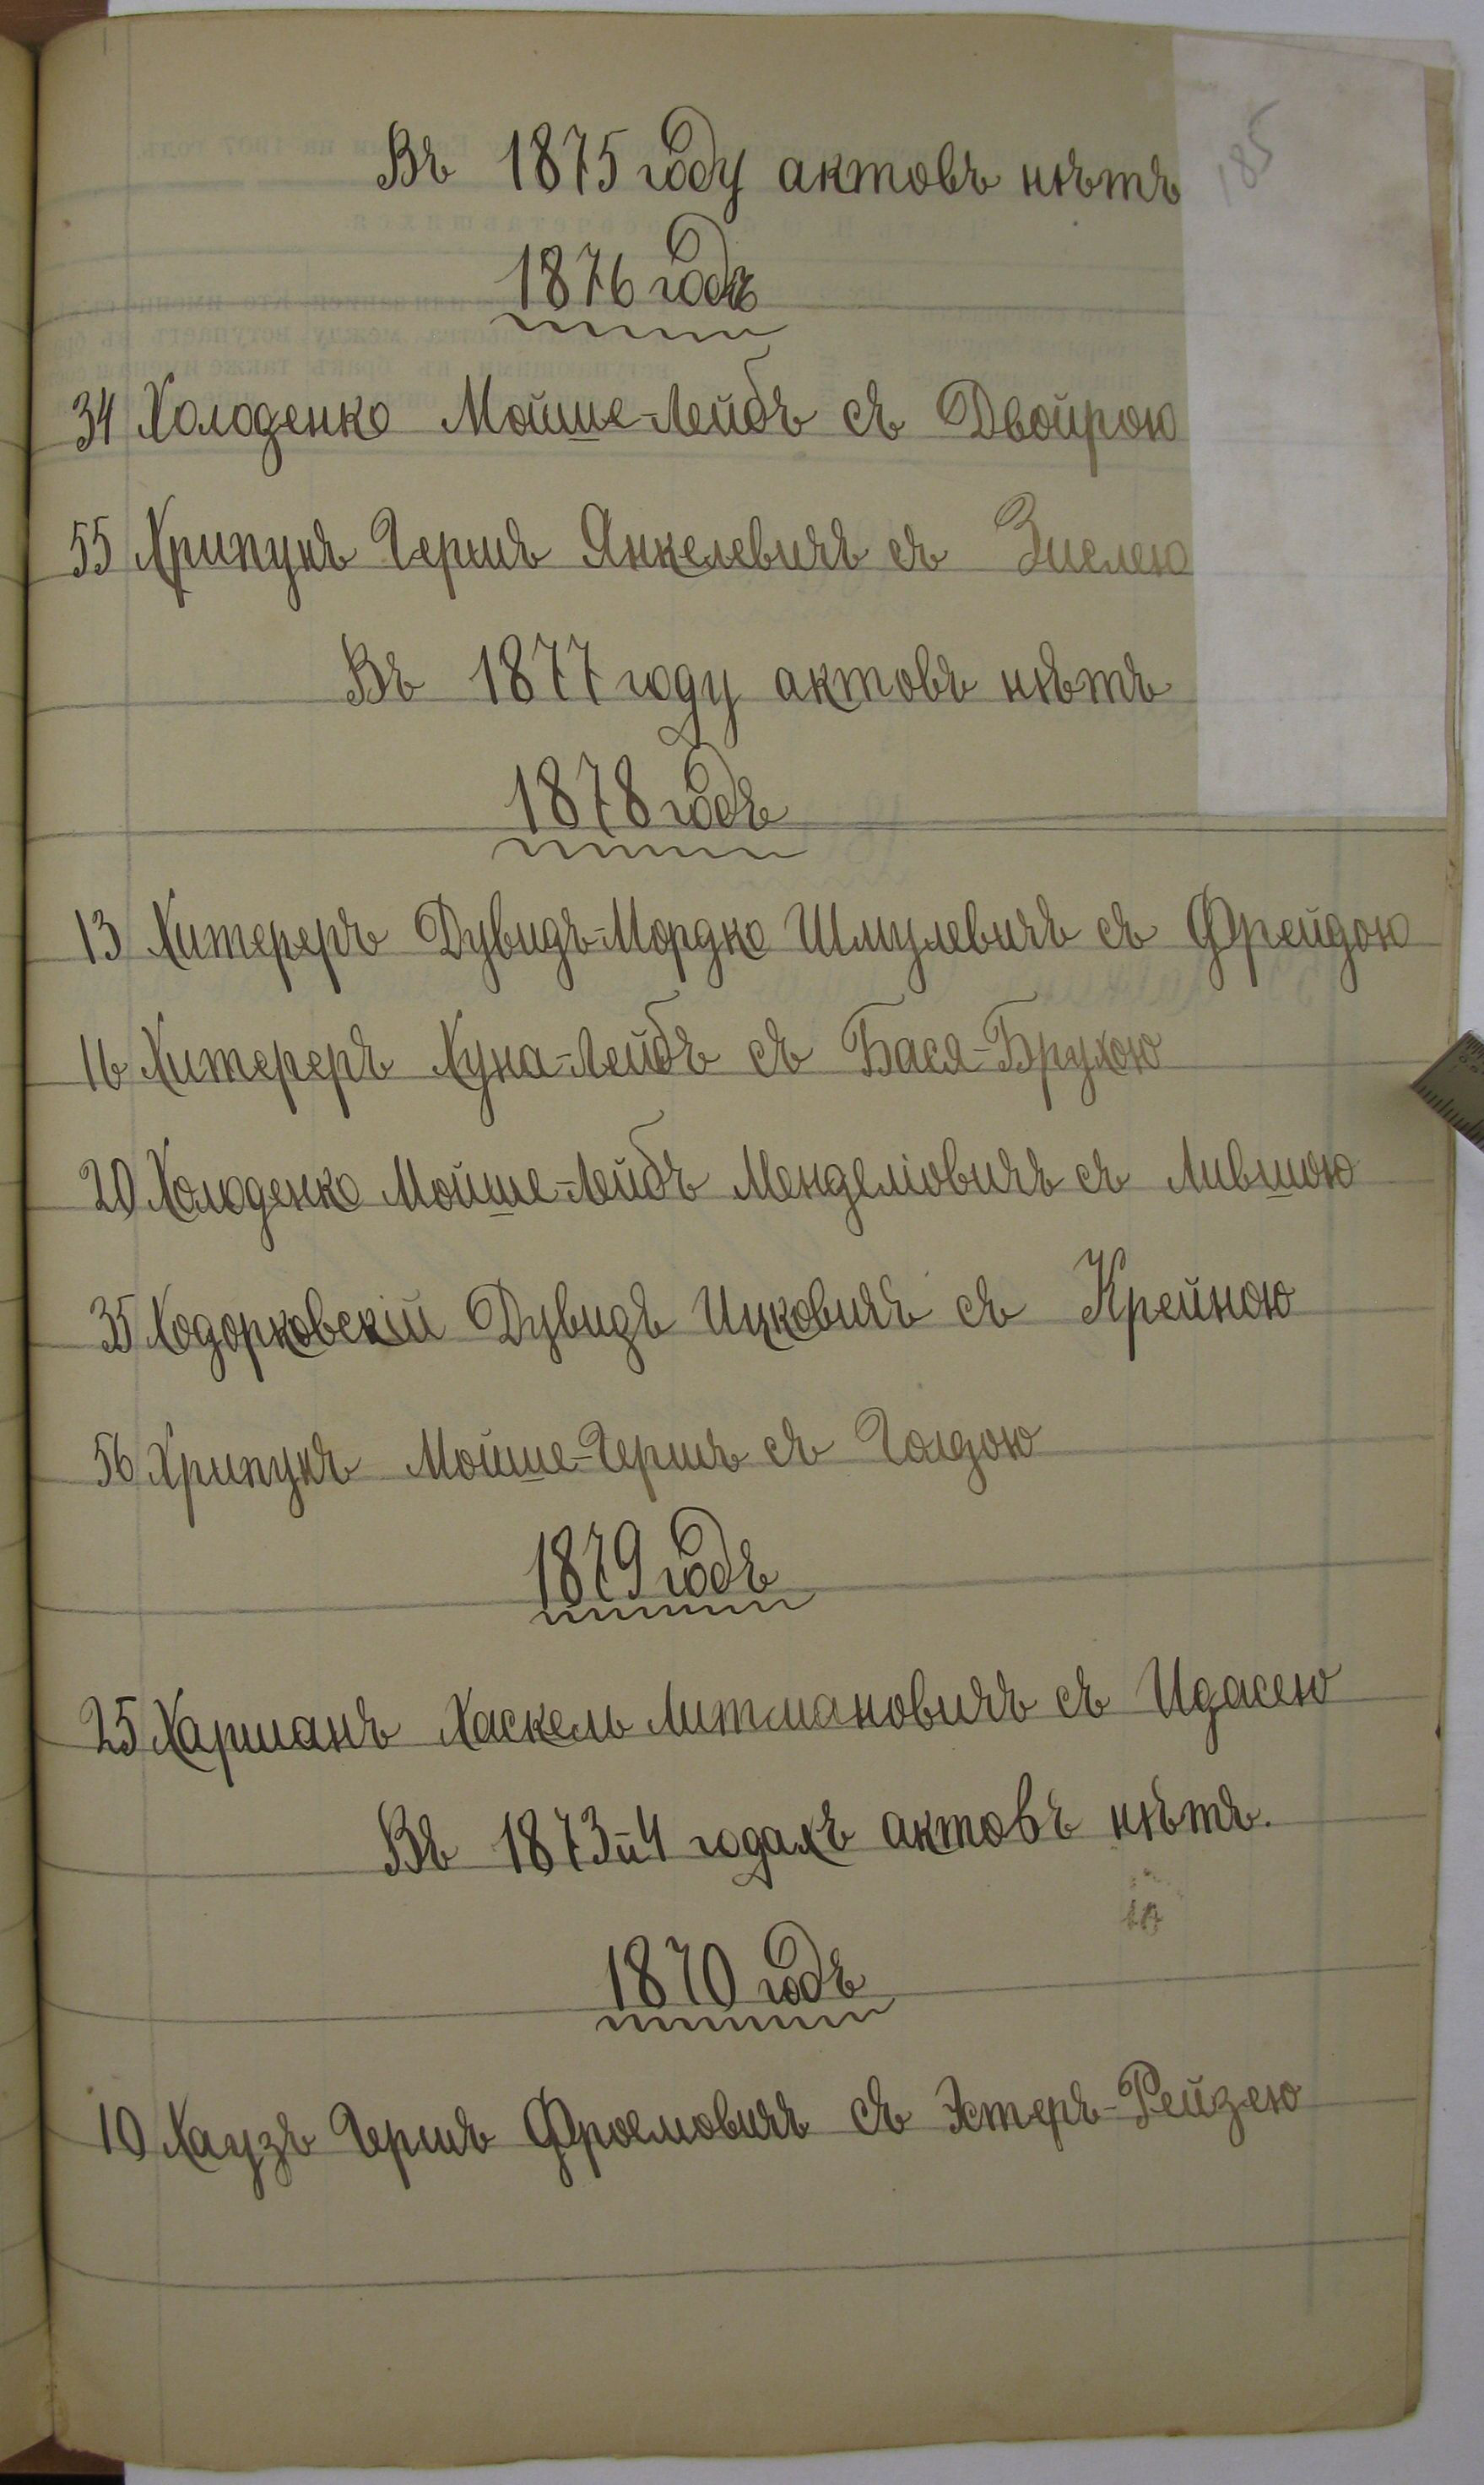 185
Въ 1875 году актовъ нѣтъ
1876 годъ
34 Холоденко Мойше-Лейбъ съ Двойрою
55 Хрипунъ Гершъ Янкелевичъ съ Зислею
Въ 1877 году актовъ нѣтъ
1878 годъ
13 Хитереръ Дувидъ-Мордко Шмулевичъ съ Фрейдою
16 Хитереръ Хуна-Лейбъ съ Бася-Брухою
20 Холоденко Мойше-Лейбъ Менделіовичъ съ Лившою
35 Ходорковскій Дувидъ Ицковичъ съ Крейною
56 Хрипунъ Мойше-Гершъ съ Голдою
1879 годъ
25 Харманъ Хаскель Литмановичъ съ Идасею
Въ 1873 и 4 годахъ актовъ нѣтъ.
1870 годъ
10 Хаузъ Гершъ Фроемовичъ съ Эстеръ-Рейзею